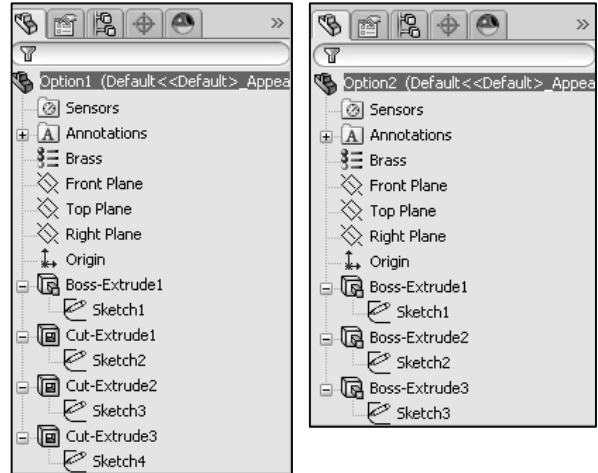 »
Option1 (Default<<Default>_Appea
Sensors
A Annotations
Brass
Front Plane
Top Plane
Right Plane
Origin
Boss-Extrude1
Sketch1
Cut-Extrude1
Sketch2
Cut-Extrude2
Sketch3
Cut-Extrude3
Sketch4
»
Option2 (Default<<Default>_Appea
Sensors
A Annotations
Brass
Front Plane
Top Plane
Right Plane
Origin
Boss-Extrude1
Sketch1
Boss-Extrude2
Sketch2
Boss-Extrude3
Sketch3